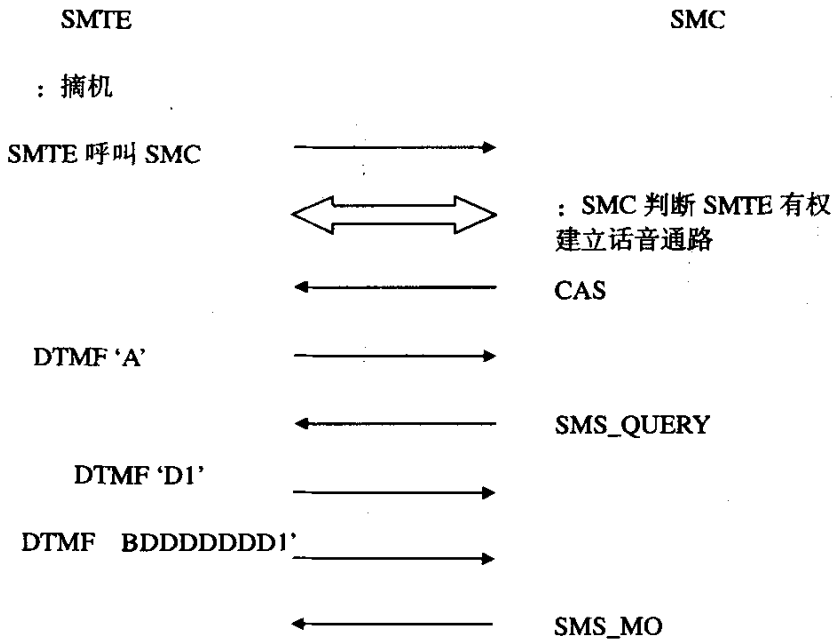 SMTE SMC
：摘机
SMTE 呼叫 SMC
：SMC 判断 SMTE 有权
建立话音通路
CAS
DTMF ‘A’
SMS_QUERY
DTMF ‘D1’
DTMF BDDDDDDD1’
SMS_MO